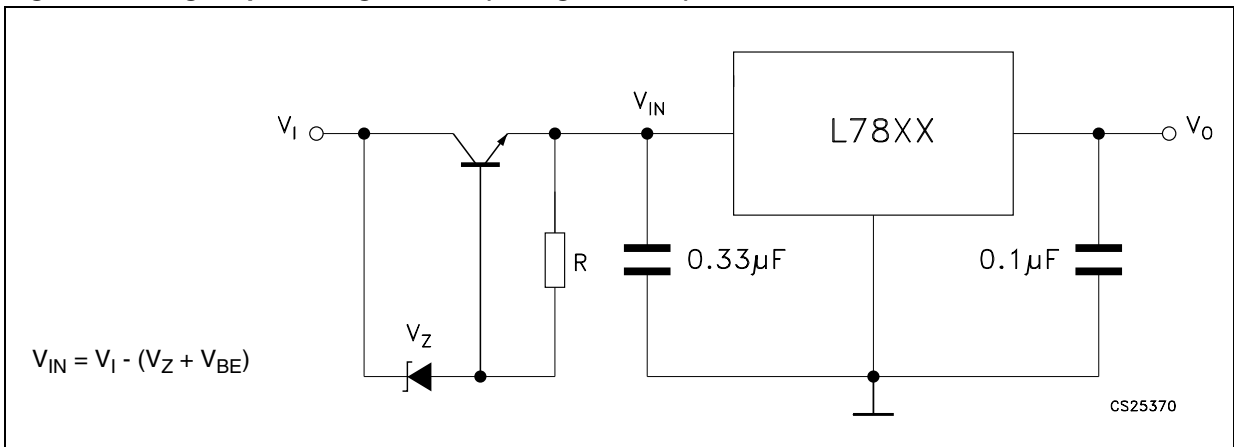 V_IN
V_I
L78XX
V_O
R
0.33µF
0.1µF
V_Z
V_IN = V_I - (V_Z + V_BE)
CS25370